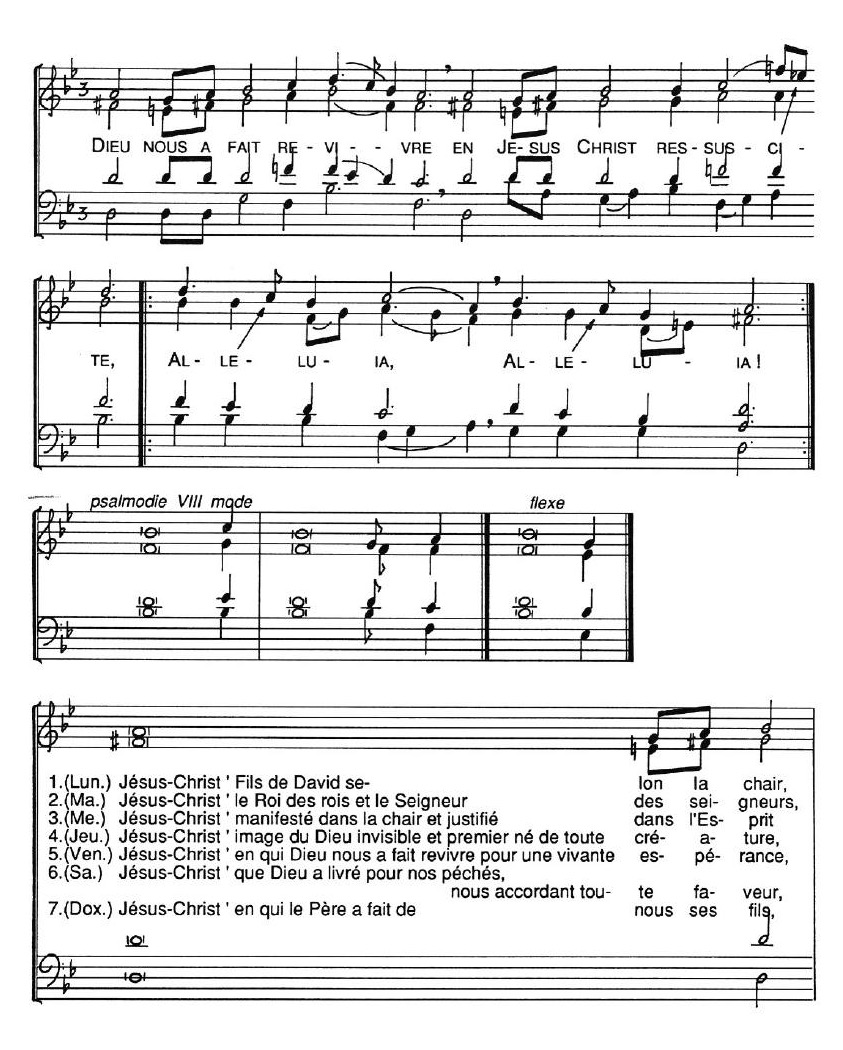 DIEU NOUS A FAIT RE - VI - - VRE EN JE- SUS CHRIST RES - SUS - CI -
TE, AL - LE - LU - IA, AL - LE - LU - IA !
psalmodie VIII mode flexe
1.(Lun.) Jésus-Christ ' Fils de David se- lon la chair,
2.(Ma.) Jésus-Christ ' le Roi des rois et le Seigneur des sei- gneurs,
3.(Me.) Jésus-Christ ' manifesté dans la chair et justifié dans l'Es- prit
4.(Jeu.) Jésus-Christ ' image du Dieu invisible et premier né de toute cré- a- ture,
5.(Ven.) Jésus-Christ ' en qui Dieu nous a fait revivre pour une vivante es- pé- rance,
6.(Sa.) Jésus-Christ ' que Dieu a livré pour nos péchés,
nous accordant tou- te fa- veur,
7.(Dox.) Jésus-Christ ' en qui le Père a fait de nous ses fils,